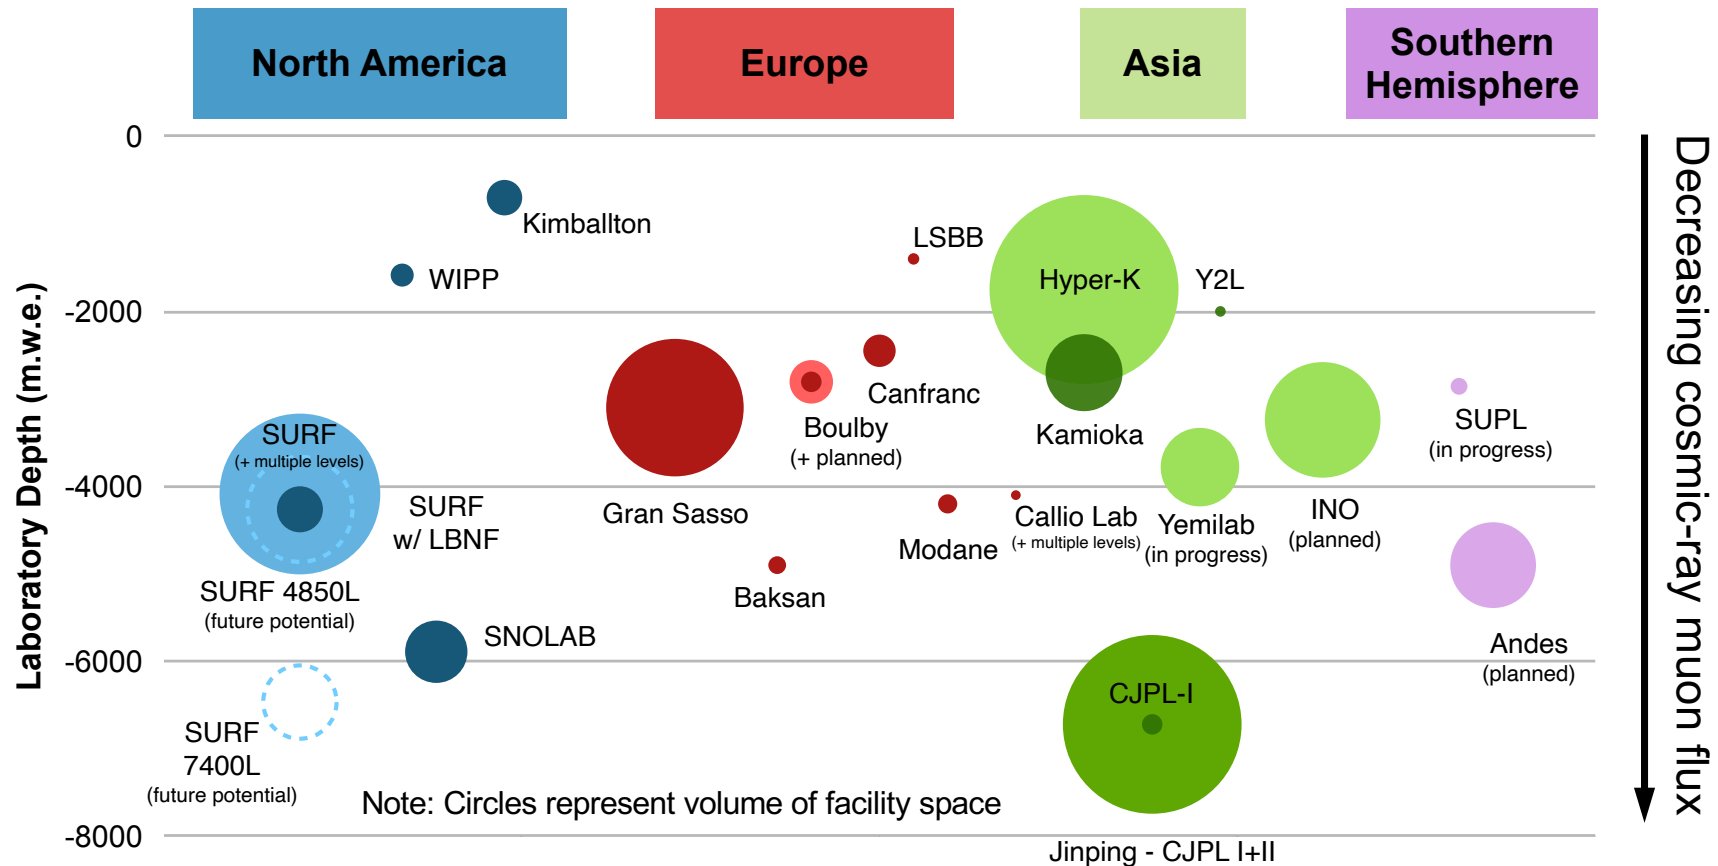 North America
Europe
Asia
Southern
Hemisphere
0
-2000
-4000
-6000
-8000
Laboratory Depth (m.w.e.)
Decreasing cosmic-ray muon flux
Kimballton
WIPP
SURF
(+ multiple levels)
SURF
w/ LBNF
SURF 4850L
(future potential)
SNOLAB
SURF
7400L
(future potential)
LSBB
Canfranc
Boulby
(+ planned)
Gran Sasso
Modane
Callio Lab
(+ multiple levels)
Baksan
Hyper-K
Y2L
Kamioka
Yemilab
(in progress)
INO
(planned)
CJPL-I
Jinping - CJPL I+II
SUPL
(in progress)
Andes
(planned)
Note: Circles represent volume of facility space